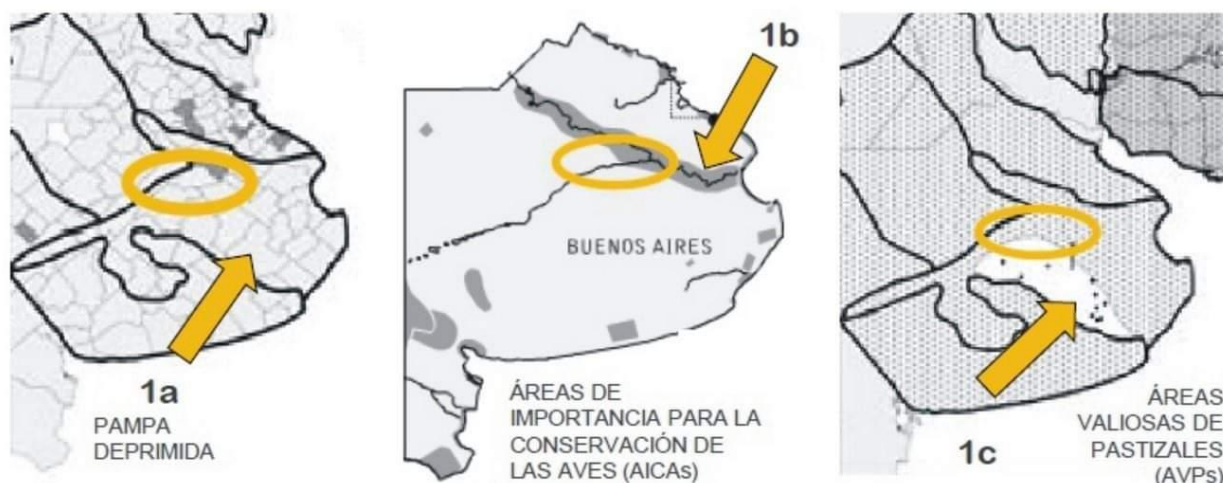 1a
PAMPA
DEPRIMIDA
1b
BUENOS AIRES
ÁREAS DE
IMPORTANCIA PARA LA
CONSERVACIÓN DE
LAS AVES (AICAs)
1c
ÁREAS
VALIOSAS DE
PASTIZALES
(AVPs)